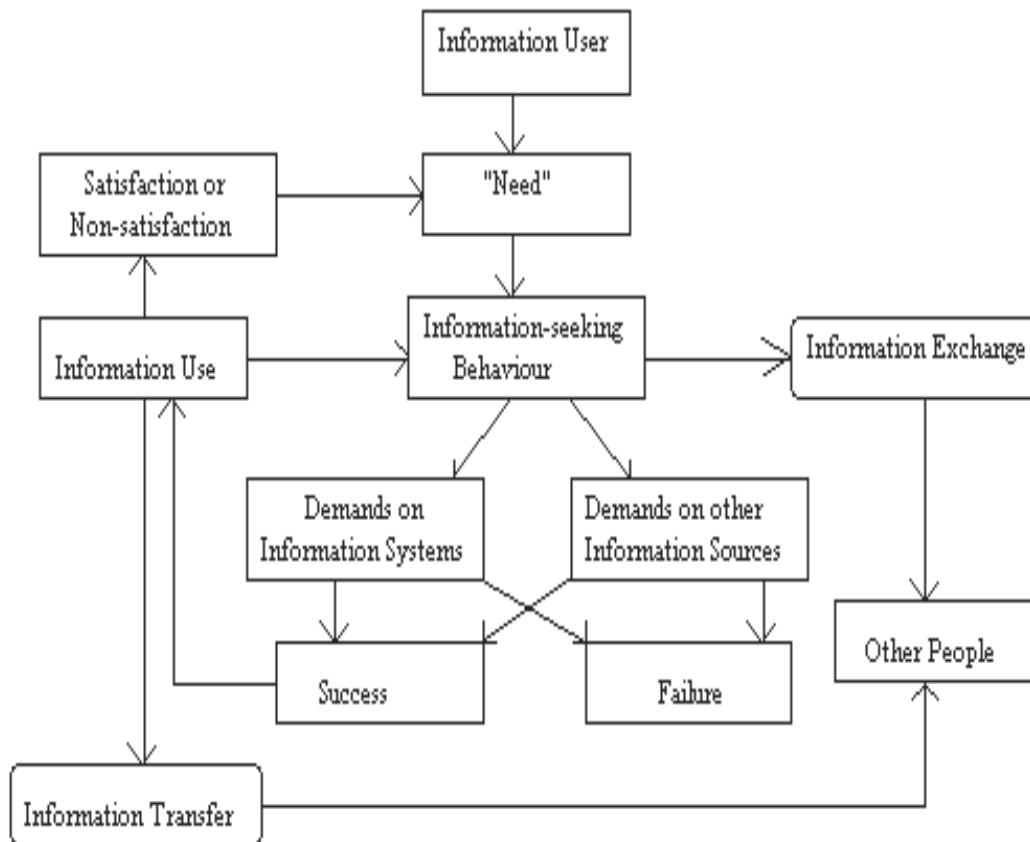 Information User
Satisfaction or
Non-satisfaction
"Need"
Information Use
Information-seeking
Behaviour
Information Exchange
Demands on
Information Systems
Demands on other
Information Sources
Success
Failure
Other People
Information Transfer